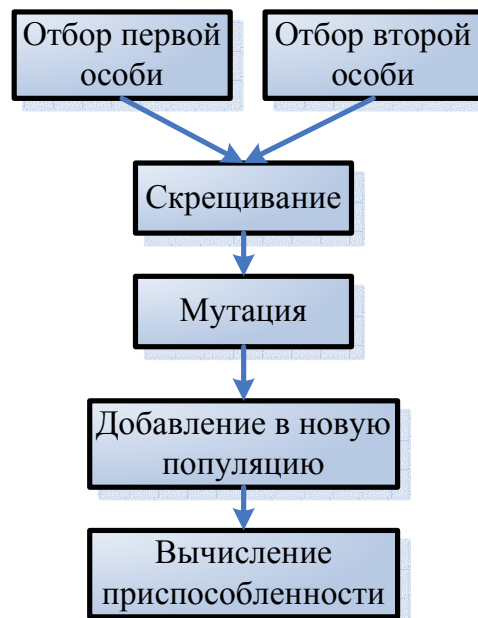 Отбор первой
особи
Отбор второй
особи
Скрещивание
Мутация
Добавление в новую
популяцию
Вычисление
приспособленности